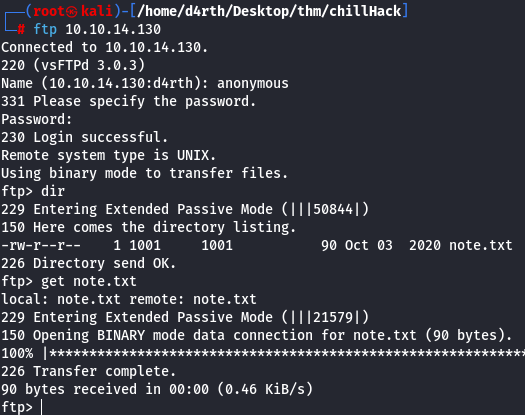 ┌──(root㉿kali)-[/home/d4rth/Desktop/thm/chillHack]
└─# ftp 10.10.14.130
Connected to 10.10.14.130.
220 (vsFTPd 3.0.3)
Name (10.10.14.130:d4rth): anonymous
331 Please specify the password.
Password:
230 Login successful.
Remote system type is UNIX.
Using binary mode to transfer files.
ftp> dir
229 Entering Extended Passive Mode (|||50844|)
150 Here comes the directory listing.
-rw-r--r--    1 1001     1001           90 Oct 03  2020 note.txt
226 Directory send OK.
ftp> get note.txt
local: note.txt remote: note.txt
229 Entering Extended Passive Mode (|||21579|)
150 Opening BINARY mode data connection for note.txt (90 bytes).
100% |*************************************************************
226 Transfer complete.
90 bytes received in 00:00 (0.46 KiB/s)
ftp>